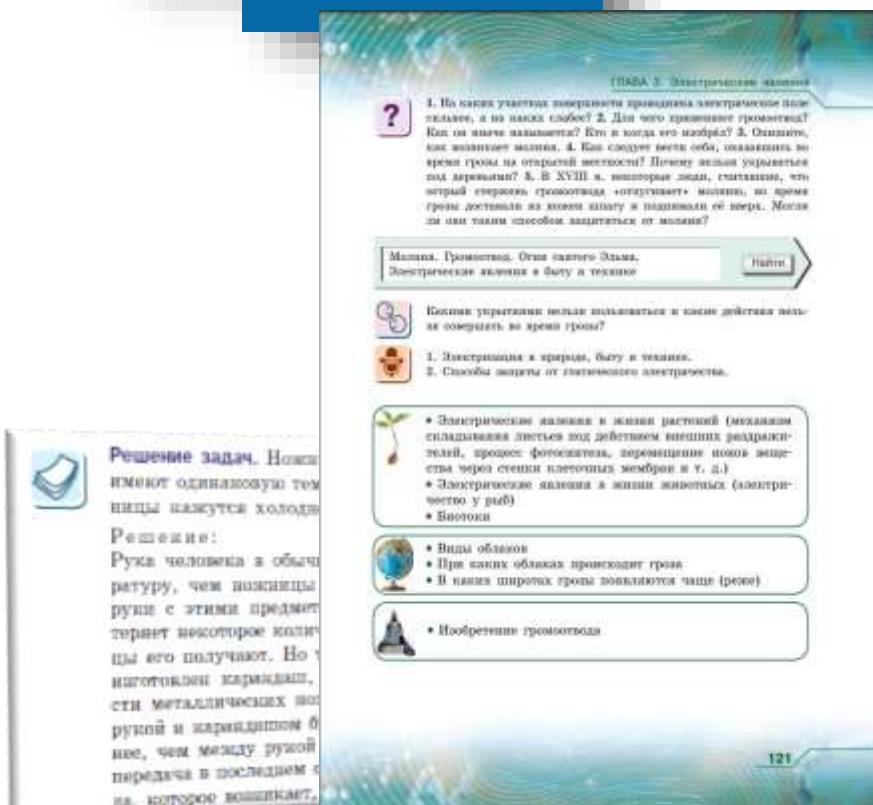 ГЛАВА 3. Электрические явления
?
1. На каких участках поверхности проводника электрическое поле
сильнее, а на каких слабее? 2. Для чего применяют громоотвод?
Как он иначе называется? Кто и когда его изобрёл? 3. Опишите,
как возникает молния. 4. Как следует вести себя, оказавшись во
время грозы на открытой местности? Почему нельзя укрываться
под деревьями? 5. В XVIII в. некоторые люди, считавшие, что
острый стержень громоотвода «отпугивает» молнию, во время
грозы доставали из ножен шпагу и поднимали её вверх. Могли
ли они таким способом защититься от молнии?
Молния. Громоотвод. Огни святого Эльма.
Электрические явления в быту и технике
Найти
Какими укрытиями нельзя пользоваться и какие действия нель-
зя совершать во время грозы?
1. Электризация в природе, быту и технике.
2. Способы защиты от статического электричества.
• Электрические явления в жизни растений (механизм
складывания листьев под действием внешних раздражи-
телей, процесс фотосинтеза, перемещение ионов веще-
ства через стенки клеточных мембран и т. д.)
• Электрические явления в жизни животных (электри-
чество у рыб)
• Биотоки
• Виды облаков
• При каких облаках происходит гроза
• В каких широтах грозы появляются чаще (реже)
• Изобретение громоотвода
121
Решение задач. Ножн
имеют одинаковую тем
ницы кажутся холодн
Решение:
Рука человека в обычн
ратуру, чем ножницы
руки с этими предмет
теряет некоторое колич
цы его получают. Но
изготовлен карандаш,
сти металлических нож
рукой и карандашом б
нее, чем между рукой
передача в последнем с
на, которое возникает,